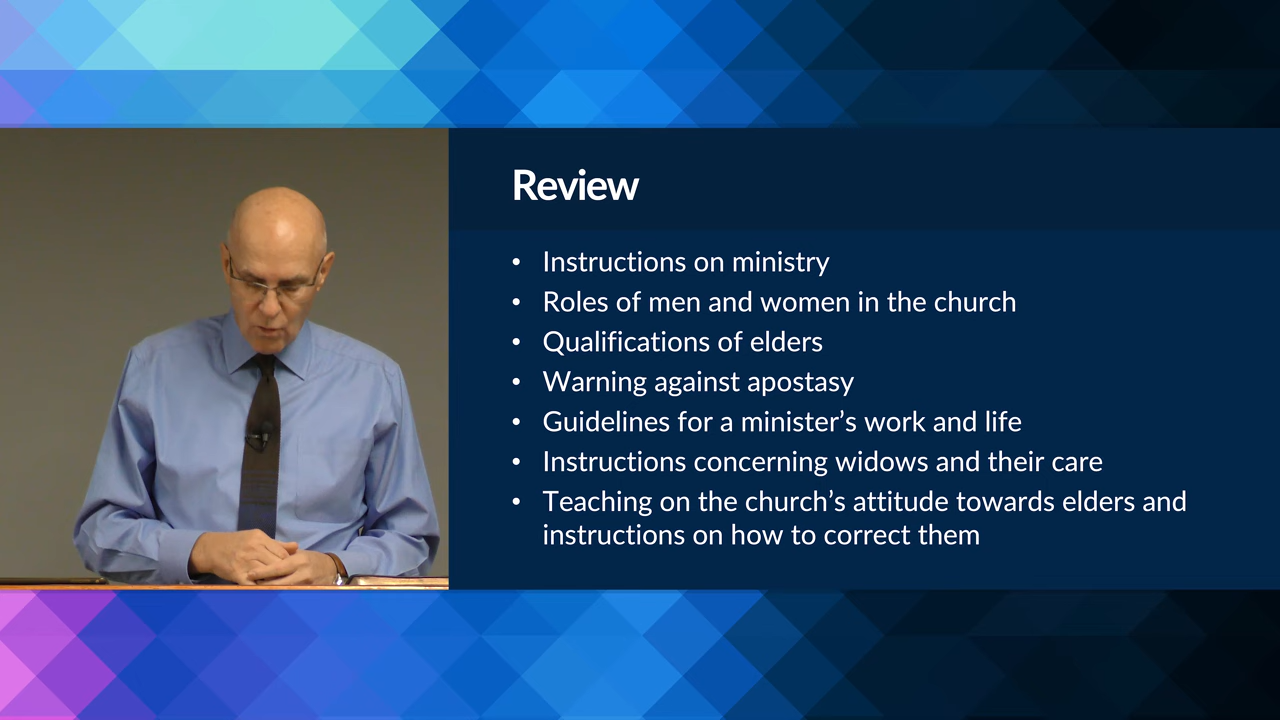 Review
• Instructions on ministry
• Roles of men and women in the church
• Qualifications of elders
• Warning against apostasy
• Guidelines for a minister’s work and life
• Instructions concerning widows and their care
• Teaching on the church’s attitude towards elders and
instructions on how to correct them